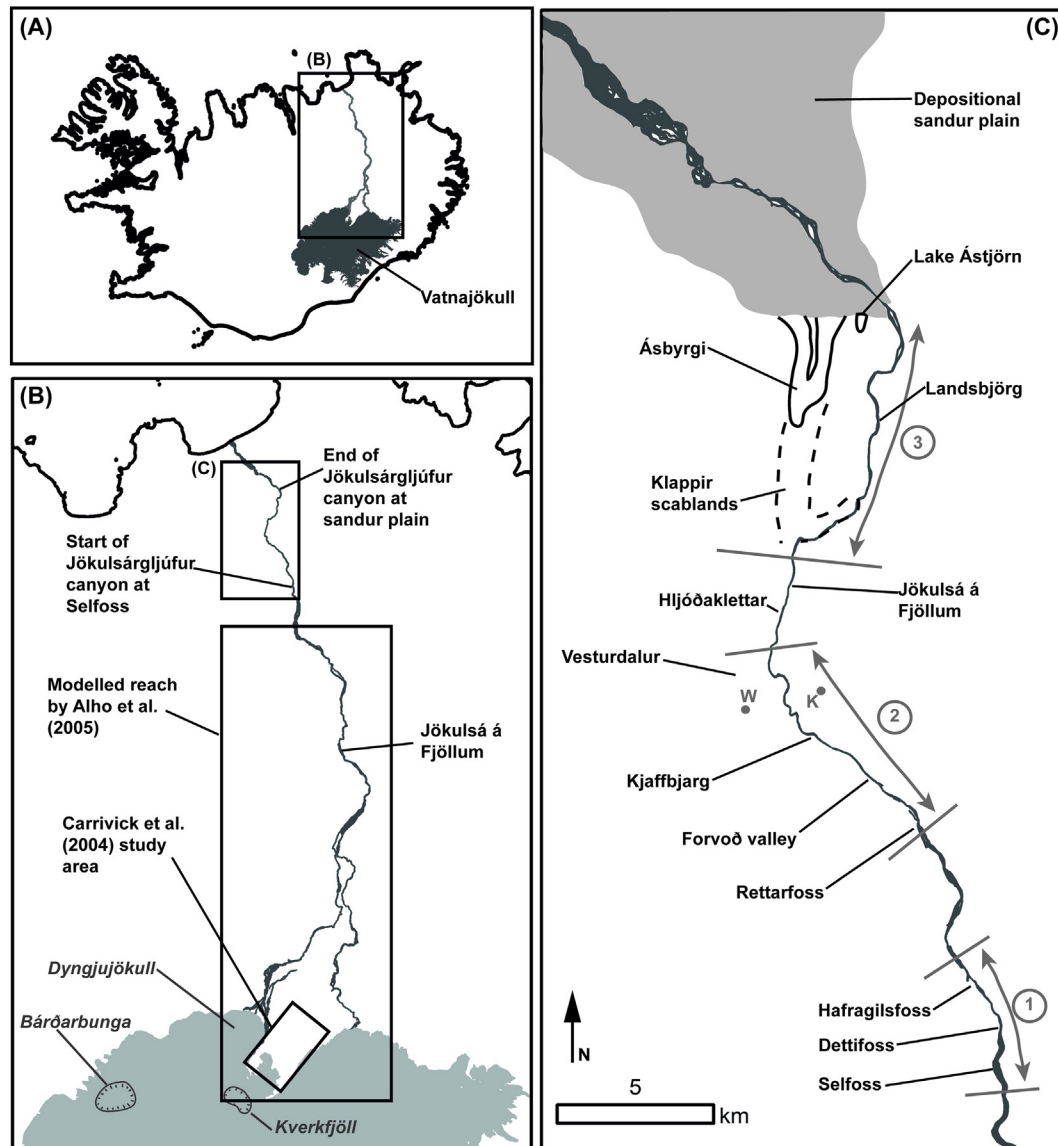 (A)
(B)
Vatnajökull
(B)
(C)
End of
Jökulsárgljúfur
canyon at
sandur plain
Start of
Jökulsárgljúfur
canyon at
Selfoss
Modelled reach
by Alho et al.
(2005)
Jökulsá á
Fjöllum
Carrivick et al.
(2004) study
area
Dyngjujökull
Bárðarbunga
Kverkfjöll
(C)
Depositional
sandur plain
Lake Ástjörn
Ásbyrgi
Landsbjörg
3
Klappir
scablands
Jökulsá á
Fjöllum
Hljóðaklettar
Vesturdalur
W
K
2
Kjaffbjarg
Forvoð valley
Rettarfoss
Hafragilsfoss
1
Dettifoss
Selfoss
N
5
km